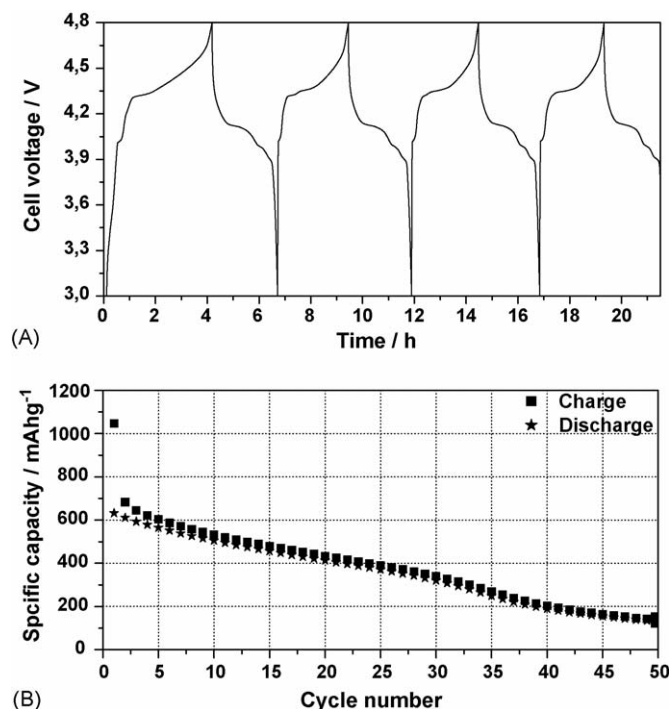 4,8
4,5
4,2
3,9
3,6
3,3
3,0
Cell voltage / V
0 2 4 6 8 10 12 14 16 18 20
Time / h
(A)
1200
1000
800
600
400
200
0
Spcific capacity / mAhg⁻¹
Charge
Discharge
0 5 10 15 20 25 30 35 40 45 50
Cycle number
(B)